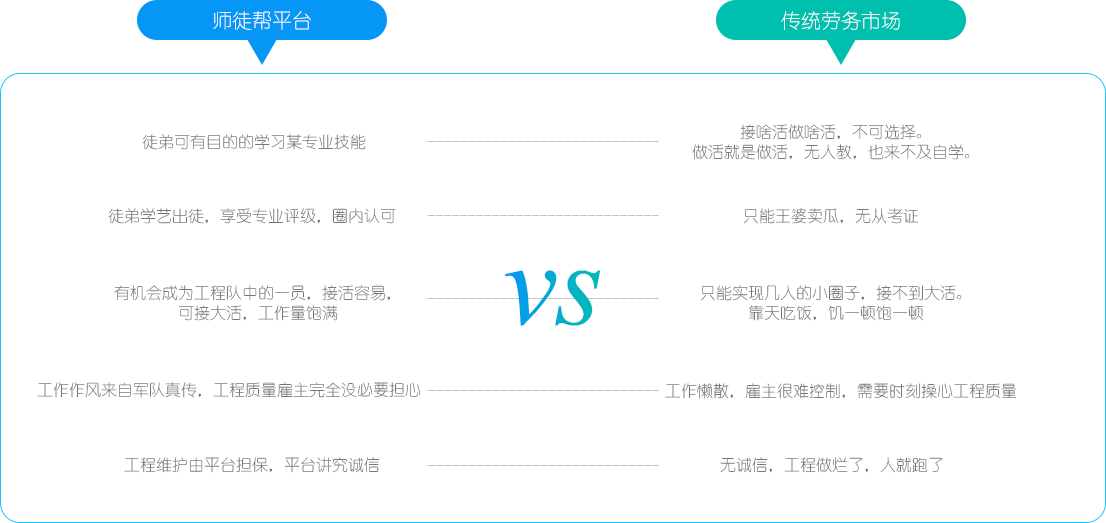 师徒帮平台
传统劳务市场
徒弟可有目的的学习某专业技能
接啥活做啥活，不可选择。
做活就是做活，无人教，也来不及自学。
徒弟学艺出徒，享受专业评级，圈内认可
只能王婆卖瓜，无从考证
有机会成为工程队中的一员，接活容易，
可接大活，工作量饱满
vs
只能实现几人的小圈子，接不到大活。
靠天吃饭，饥一顿饱一顿
工作作风来自军队真传，工程质量雇主完全没必要担心
工作懒散，雇主很难控制，需要时刻操心工程质量
工程维护由平台担保，平台讲究诚信
无诚信，工程做烂了，人就跑了